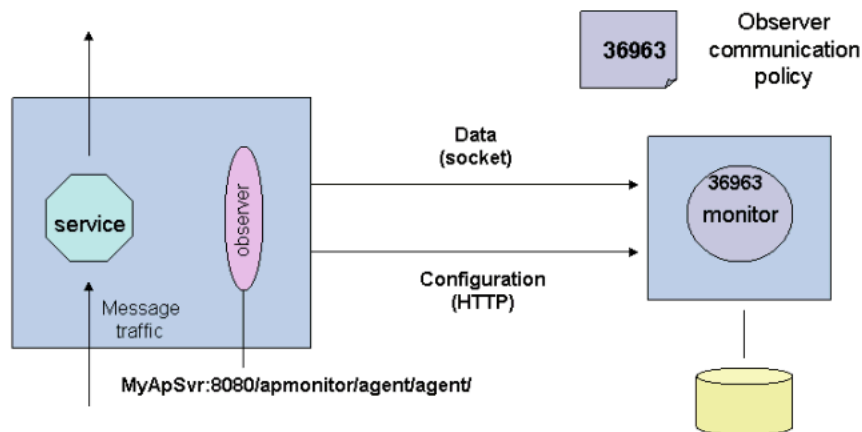 36963
Observer
communication
policy
Data
(socket)
service
observer
36963
monitor
Configuration
(HTTP)
Message
traffic
MyApSvr:8080/apmonitor/agent/agent/